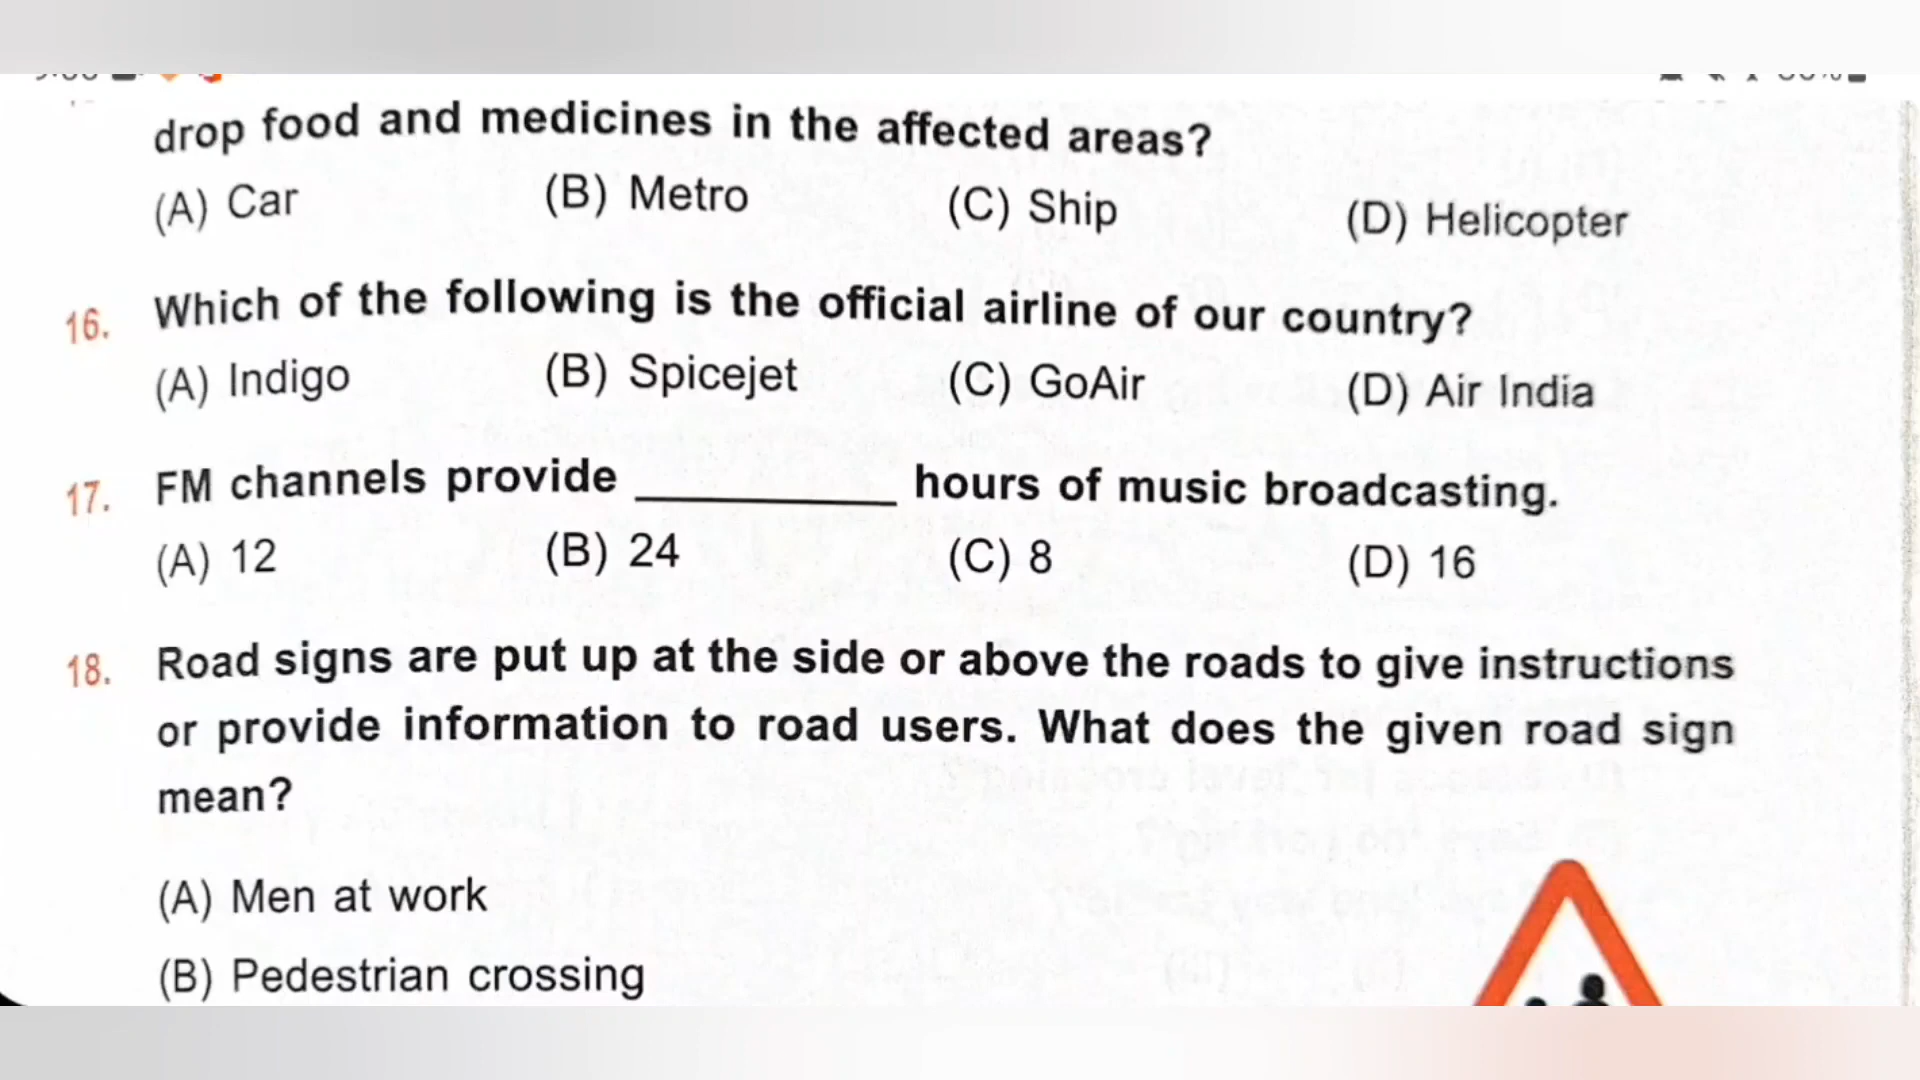 drop food and medicines in the affected areas?
(A) Car (B) Metro (C) Ship (D) Helicopter
16. Which of the following is the official airline of our country?
(A) Indigo (B) Spicejet (C) GoAir (D) Air India
17. FM channels provide __________ hours of music broadcasting.
(A) 12 (B) 24 (C) 8 (D) 16
18. Road signs are put up at the side or above the roads to give instructions
or provide information to road users. What does the given road sign
mean?
(A) Men at work
(B) Pedestrian crossing